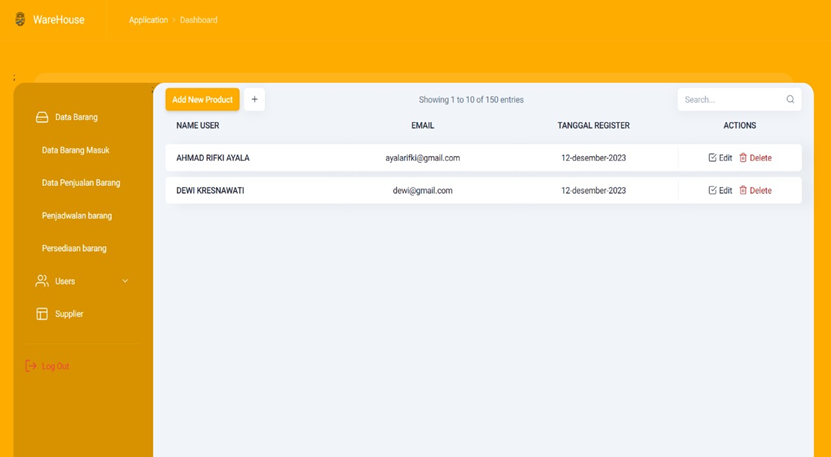 WareHouse
Application / Dashboard
;
Data Barang
Data Barang Masuk
Data Penjualan Barang
Penjadwalan barang
Persediaan barang
Users
Supplier
Log Out
Add New Product +
Showing 1 to 10 of 150 entries
Search...
NAME USER EMAIL TANGGAL REGISTER ACTIONS
AHMAD RIFKI AYALA ayalarifki@gmail.com 12-desember-2023 Edit Delete
DEWI KRESNAWATI dewi@gmail.com 12-desember-2023 Edit Delete